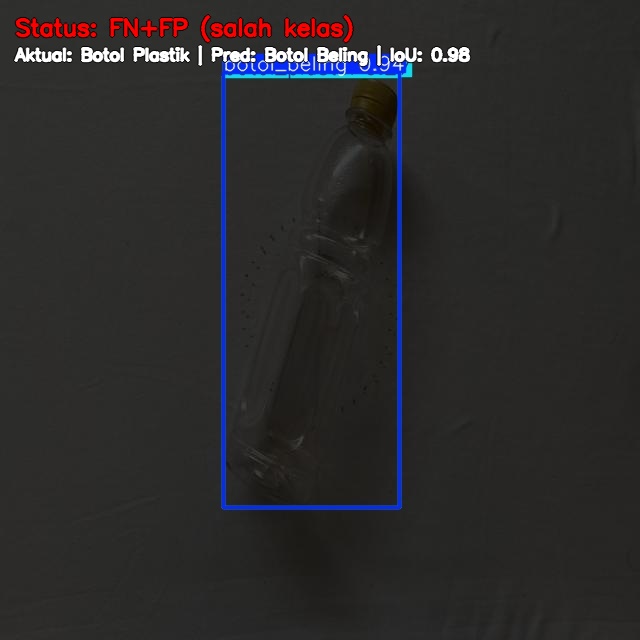 Status: FN+FP (salah kelas)
Aktual: Botol Plastik | Pred: Botol Beling | IoU: 0.98
botol_beling 0.94